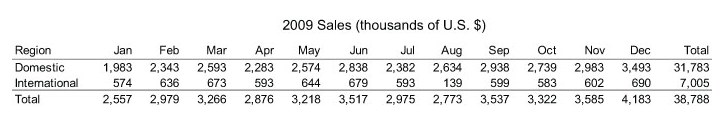 2009 Sales (thousands of U.S. $)
Region Jan Feb Mar Apr May Jun Jul Aug Sep Oct Nov Dec Total
Domestic 1,983 2,343 2,593 2,283 2,574 2,838 2,382 2,634 2,938 2,739 2,983 3,493 31,783
International 574 636 673 593 644 679 593 139 599 583 602 690 7,005
Total 2,557 2,979 3,266 2,876 3,218 3,517 2,975 2,773 3,537 3,322 3,585 4,183 38,788